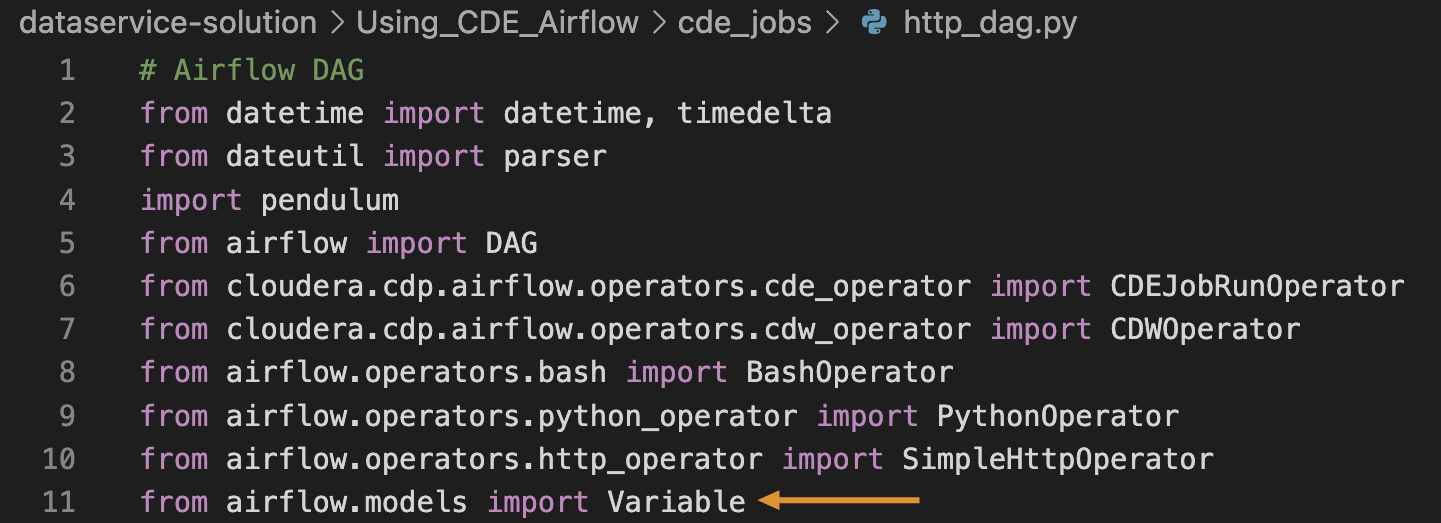 dataservice-solution > Using_CDE_Airflow > cde_jobs > http_dag.py
1 # Airflow DAG
2 from datetime import datetime, timedelta
3 from dateutil import parser
4 import pendulum
5 from airflow import DAG
6 from cloudera.cdp.airflow.operators.cde_operator import CDEJobRunOperator
7 from cloudera.cdp.airflow.operators.cdw_operator import CDWOperator
8 from airflow.operators.bash import BashOperator
9 from airflow.operators.python_operator import PythonOperator
10 from airflow.operators.http_operator import SimpleHttpOperator
11 from airflow.models import Variable